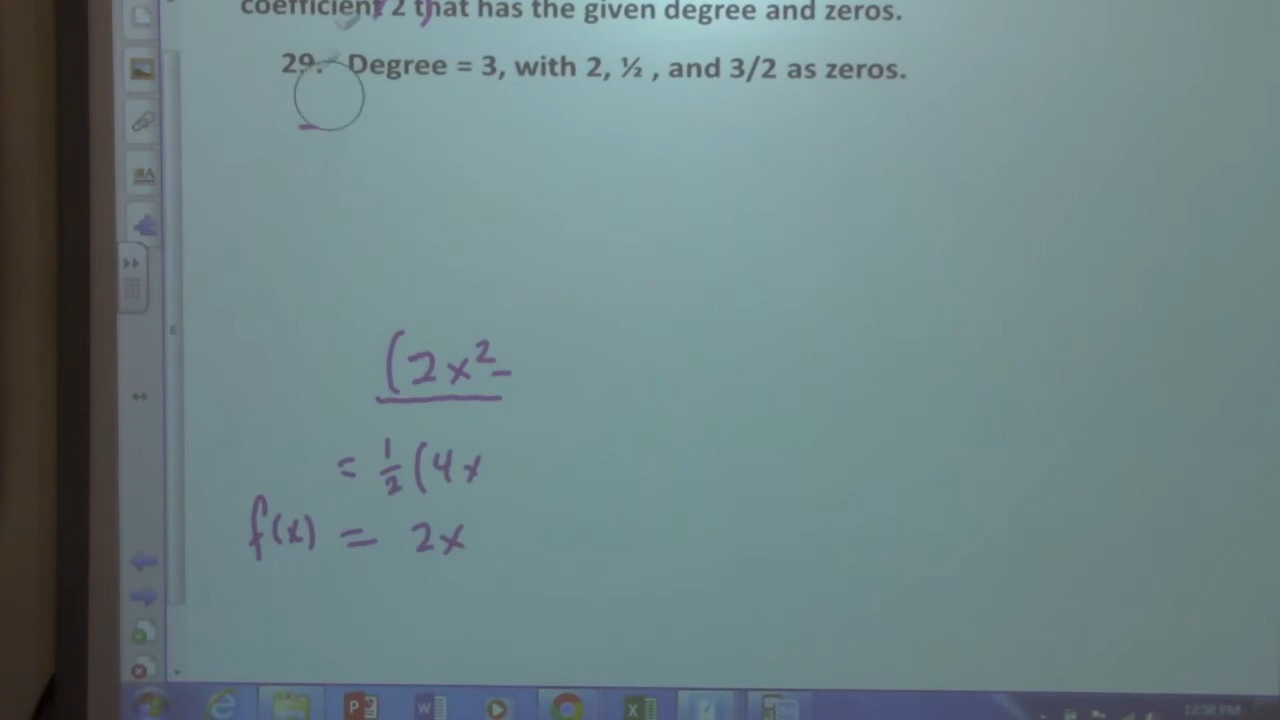 coefficient 2 that has the given degree and zeros.
29. Degree = 3, with 2, ½ , and 3/2 as zeros.
(2x² –
= 1/2 (4x
f(x) = 2x